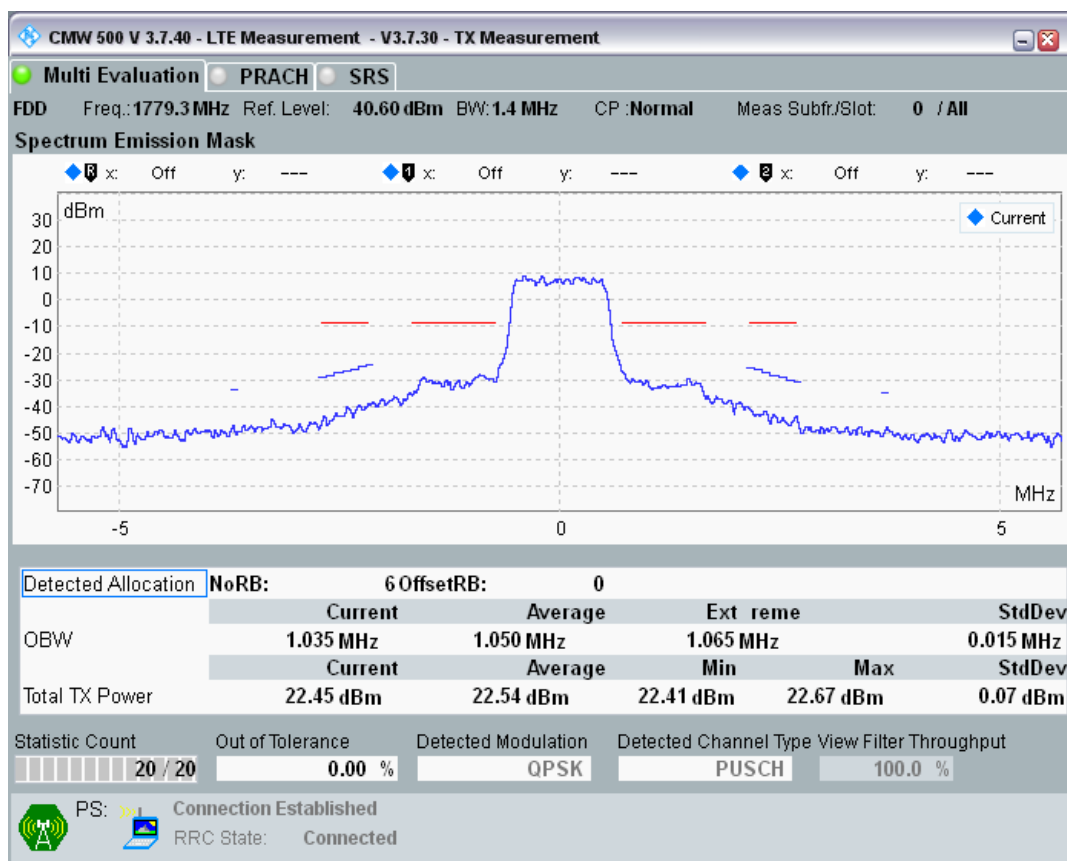 CMW 500 V 3.7.40 - LTE Measurement - V3.7.30 - TX Measurement
Multi Evaluation PRACH SRS
FDD Freq.: 1779.3 MHz Ref. Level: 40.60 dBm BW: 1.4 MHz CP :Normal Meas Subfr./Slot: 0 / All
Spectrum Emission Mask
R x: Off y: --- 1 x: Off y: --- 2 x: Off y: ---
dBm
Current
30
20
10
0
-10
-20
-30
-40
-50
-60
-70
MHz
-5 0 5
Detected Allocation NoRB: 6 OffsetRB: 0
Current Average Ext reme StdDev
OBW 1.035 MHz 1.050 MHz 1.065 MHz 0.015 MHz
Current Average Min Max StdDev
Total TX Power 22.45 dBm 22.54 dBm 22.41 dBm 22.67 dBm 0.07 dBm
Statistic Count Out of Tolerance Detected Modulation Detected Channel Type View Filter Throughput
20 / 20 0.00 % QPSK PUSCH 100.0 %
PS: Connection Established
RRC State: Connected